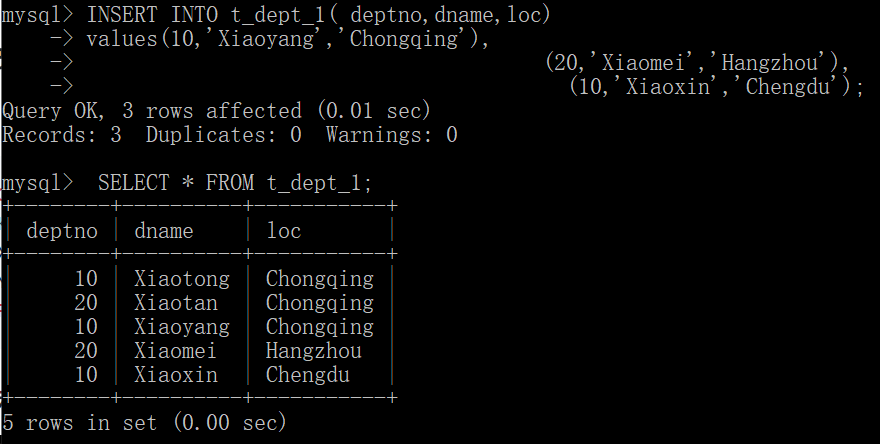 mysql> INSERT INTO t_dept_1( deptno,dname,loc)
    -> values(10,'Xiaoyang','Chongqing'),
    ->                                       (20,'Xiaomei','Hangzhou'),
    ->                                         (10,'Xiaoxin','Chengdu');
Query OK, 3 rows affected (0.01 sec)
Records: 3  Duplicates: 0  Warnings: 0

mysql>  SELECT * FROM t_dept_1;
+--------+----------+-----------+
| deptno | dname    | loc       |
+--------+----------+-----------+
|     10 | Xiaotong | Chongqing |
|     20 | Xiaotan  | Chongqing |
|     10 | Xiaoyang | Chongqing |
|     20 | Xiaomei  | Hangzhou  |
|     10 | Xiaoxin  | Chengdu   |
+--------+----------+-----------+
5 rows in set (0.00 sec)